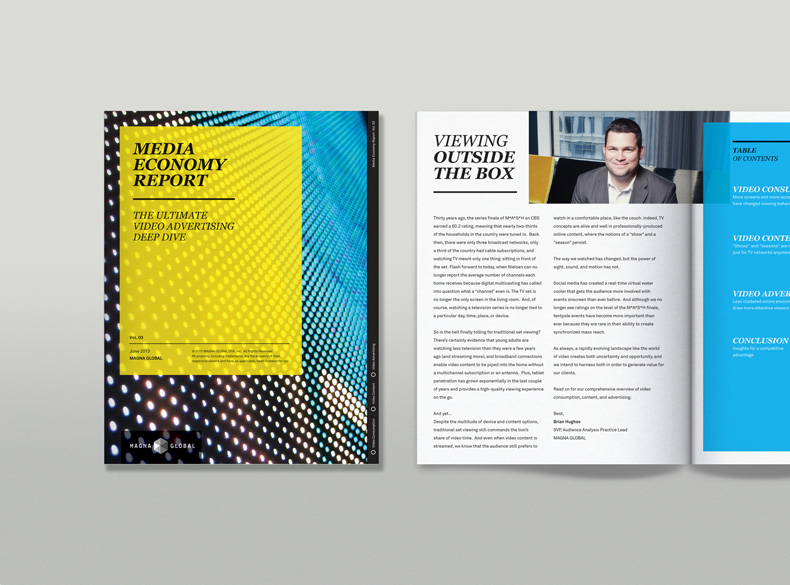 MEDIA
ECONOMY
REPORT
THE ULTIMATE
VIDEO ADVERTISING
DEEP DIVE
Vol. 03
June 2013
MAGNA GLOBAL
MAGNA GLOBAL
Media Economy Report Vol. 03
Video Advertising
Video Content
Video Consumption
VIEWING
OUTSIDE
THE BOX
Thirty years ago, the series finale of M*A*S*H on CBS
earned a 60.2 rating, meaning that nearly two-thirds
of the households in the country were tuned in. Back
then, there were only three broadcast networks, only
a third of the country had cable subscriptions, and
watching TV meant only one thing: sitting in front of
the set. Flash forward to today, when Nielsen can no
longer report the average number of channels each
home receives because digital multicasting has called
into question what a "channel" even is. The TV set is
no longer the only screen in the living room. And, of
course, watching a television series is no longer tied to
a particular day, time, place, or device.
So is the bell finally tolling for traditional set viewing?
There's certainly evidence that young adults are
watching less television than they were a few years
ago (and streaming more), and broadband connections
enable video content to be piped into the home without
a multichannel subscription or an antenna. Plus, tablet
penetration has grown exponentially in the last couple
of years and provides a high-quality viewing experience
on the go.
And yet...
Despite the multitude of device and content options,
traditional set viewing still commands the lion's
share of video time. And even when video content is
streamed, we know that the audience still prefers to
watch in a comfortable place, like the couch. Indeed, TV
concepts are alive and well in professionally-produced
online content, where the notions of a "show" and a
"season" persist.
The way we watched has changed, but the power of
sight, sound, and motion has not.
Social media has created a real-time virtual water
cooler that gets the audience more involved with
events onscreen than ever before. And although we no
longer see ratings on the level of the M*A*S*H finale,
tentpole events have become more important than
ever because they are rare in their ability to create
synchronized mass reach.
As always, a rapidly evolving landscape like the world
of video creates both uncertainty and opportunity, and
we intend to harness both in order to generate value for
our clients.
Read on for our comprehensive overview of video
consumption, content, and advertising.
Best,
Brian Hughes
SVP, Audience Analysis Practice Lead
MAGNA GLOBAL
TABLE
OF CONTENTS
VIDEO CONSU
More screens and more acce
have changed viewing behav
VIDEO CONTE
"Shows" and "seasons" are n
just for TV networks anymore
VIDEO ADVER
Less cluttered online environ
drive more effective views
CONCLUSION
Insights for a competitive
advantage